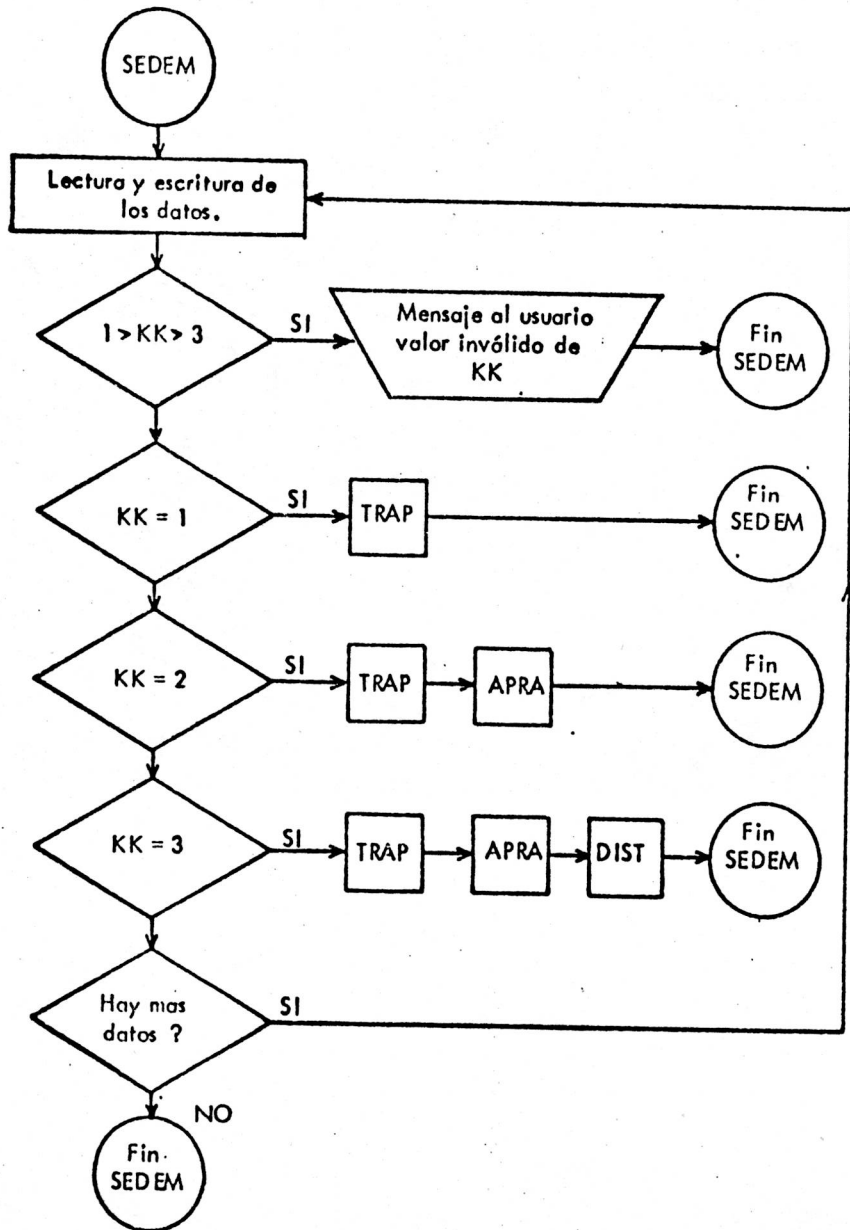 SEDEM
Lectura y escritura de
los datos.
1 > KK > 3
SI
Mensaje al usuario
valor inválido de
KK
Fin
SEDEM
KK = 1
SI
TRAP
Fin
SEDEM
KK = 2
SI
TRAP
APRA
Fin
SEDEM
KK = 3
SI
TRAP
APRA
DIST
Fin
SEDEM
Hay mas
datos ?
SI
NO
Fin
SEDEM